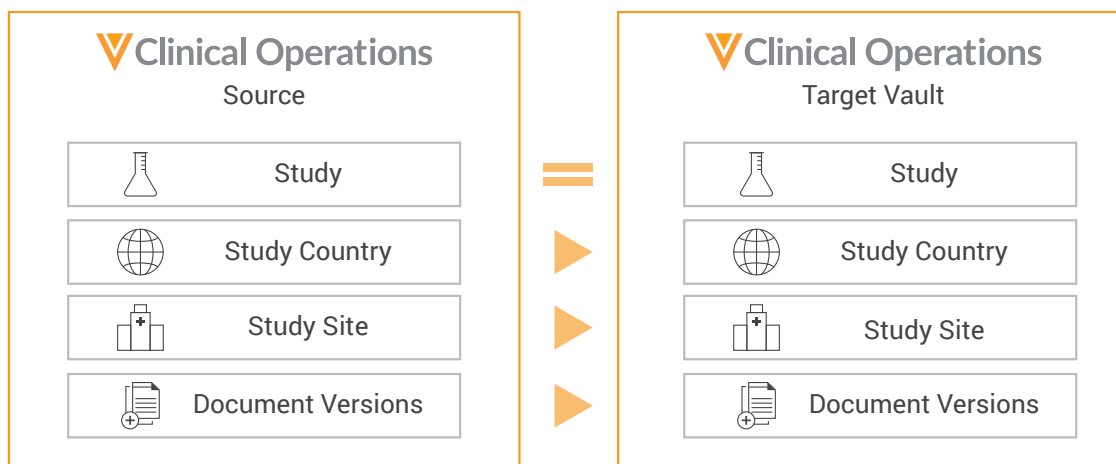 Clinical Operations
Source
Study
Study Country
Study Site
Document Versions
Clinical Operations
Target Vault
Study
Study Country
Study Site
Document Versions